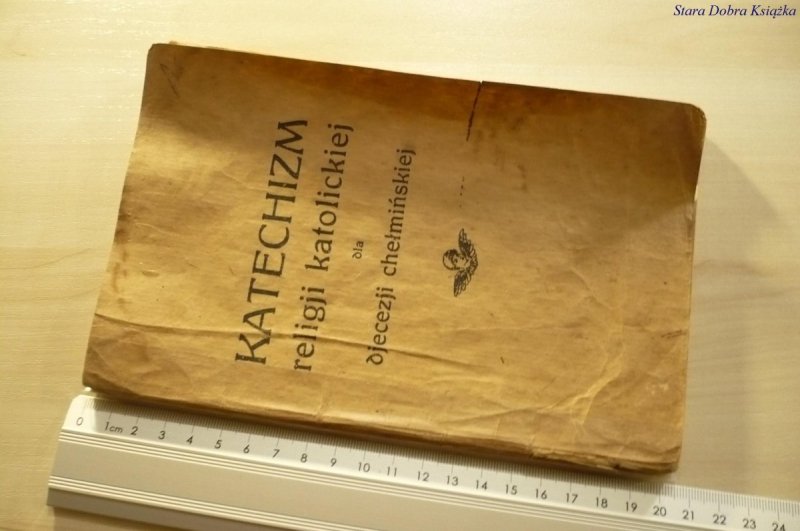 Stara Dobra Książka
KATECHIZM
religji katolickiej
dla
djecezji chełmińskiej
0 1cm 2 3 4 5 6 7 8 9 10 11 12 13 14 15 16 17 18 19 20 21 22 23 24